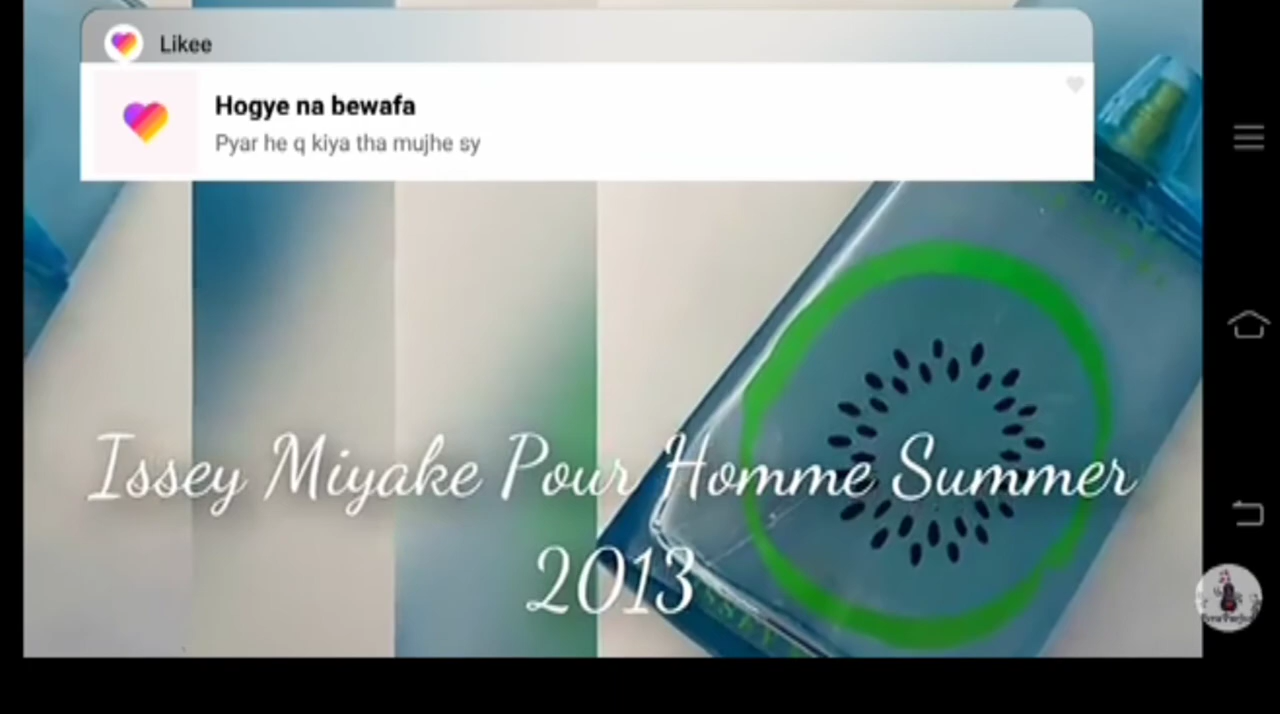 Likee
Hogye na bewafa
Pyar he q kiya tha mujhe sy
Issey Miyake Pour Homme Summer
2013